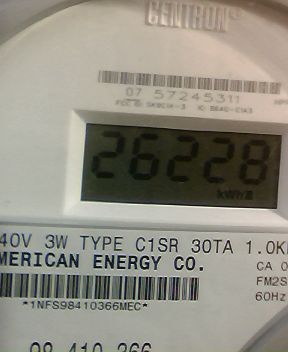 CENTRON®
07 57245311
26228
kWh
40V 3W TYPE C1SR 30TA 1.0K
MERICAN ENERGY CO.
CA 0
FM2S
60Hz
*1NFS98410366MEC*
98 410 366